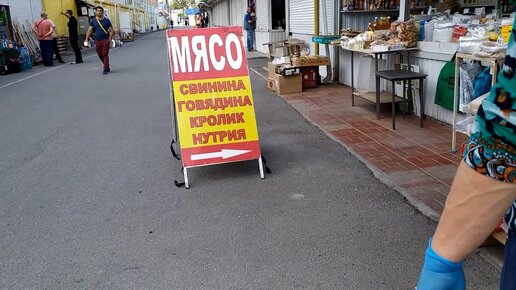 МЯСО
СВИНИНА
ГОВЯДИНА
КРОЛИК
НУТРИЯ